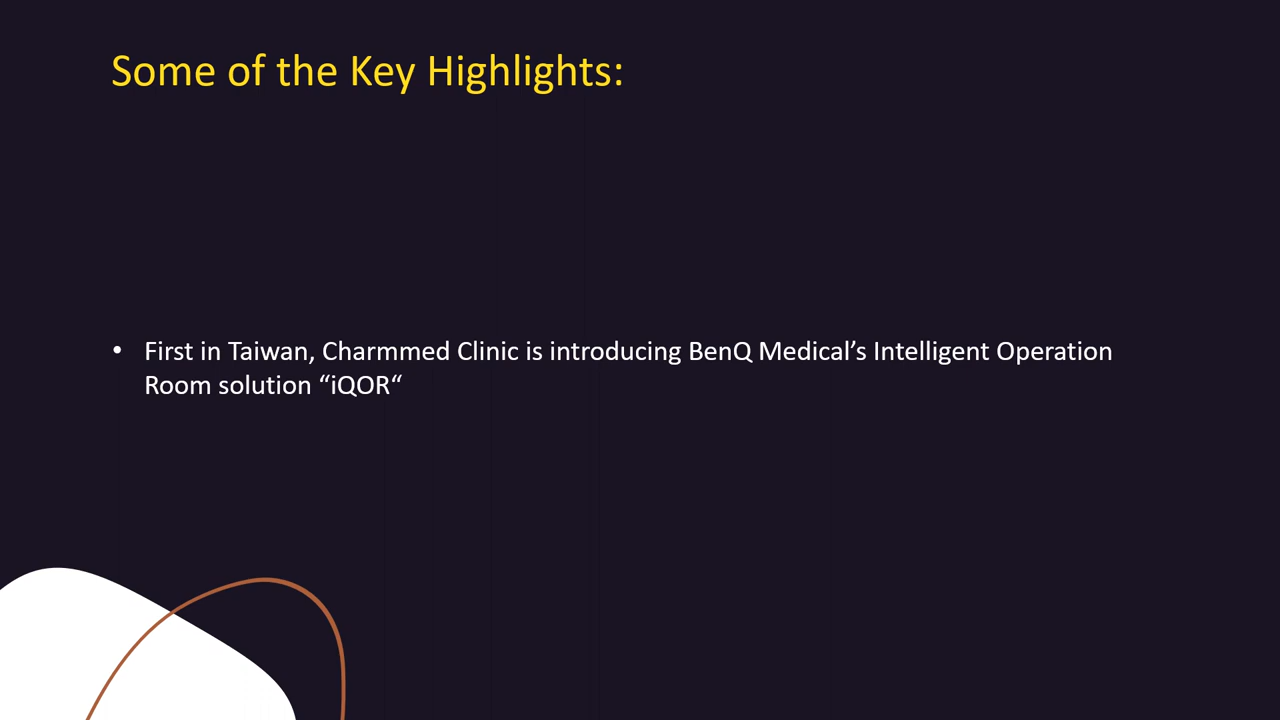 Some of the Key Highlights:
• First in Taiwan, Charmmed Clinic is introducing BenQ Medical’s Intelligent Operation
Room solution “iQOR“